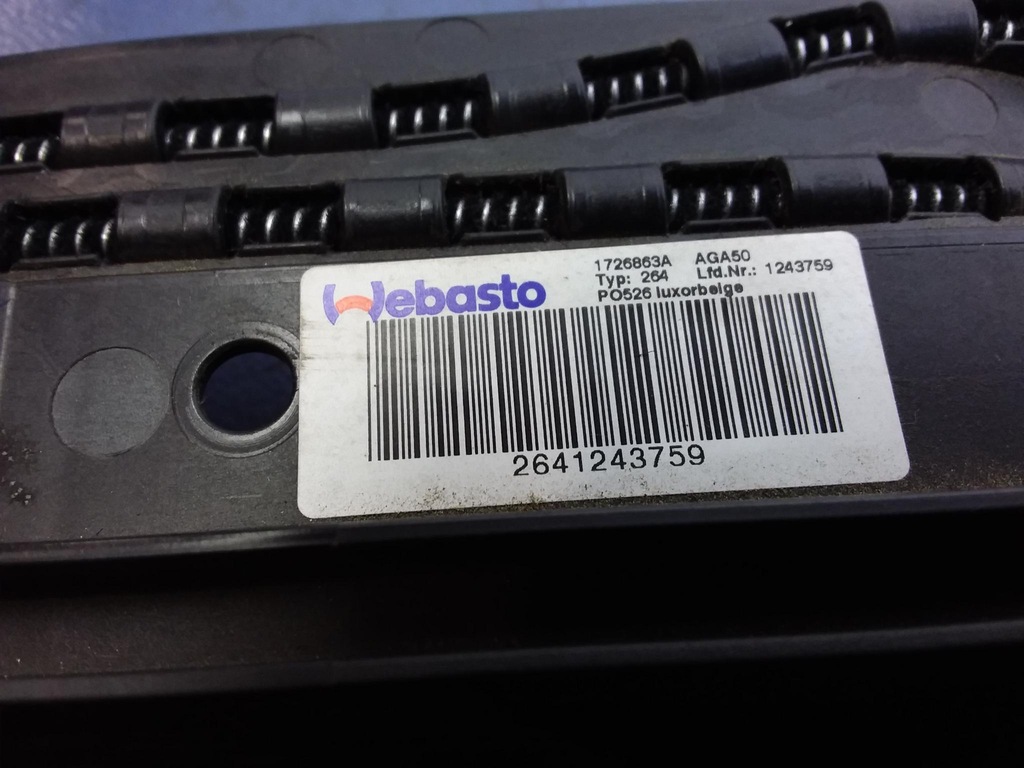 Webasto
1726863A AGA50
Typ: 264 Lfd.Nr.: 1243759
PO526 luxorbeige
2641243759